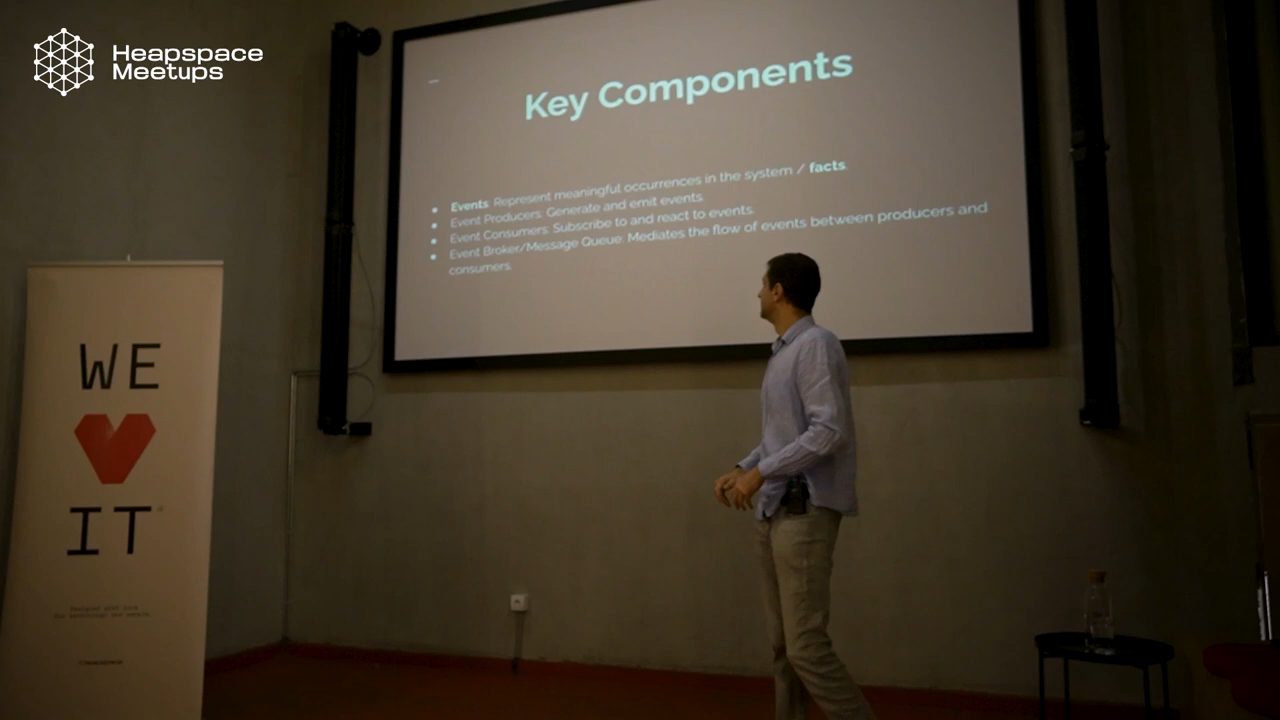 Heapspace
Meetups
Key Components
Events: Represent meaningful occurrences in the system / facts.
Event Producers: Generate and emit events.
Event Consumers: Subscribe to and react to events.
Event Broker/Message Queue: Mediates the flow of events between producers and
consumers.
WE
IT